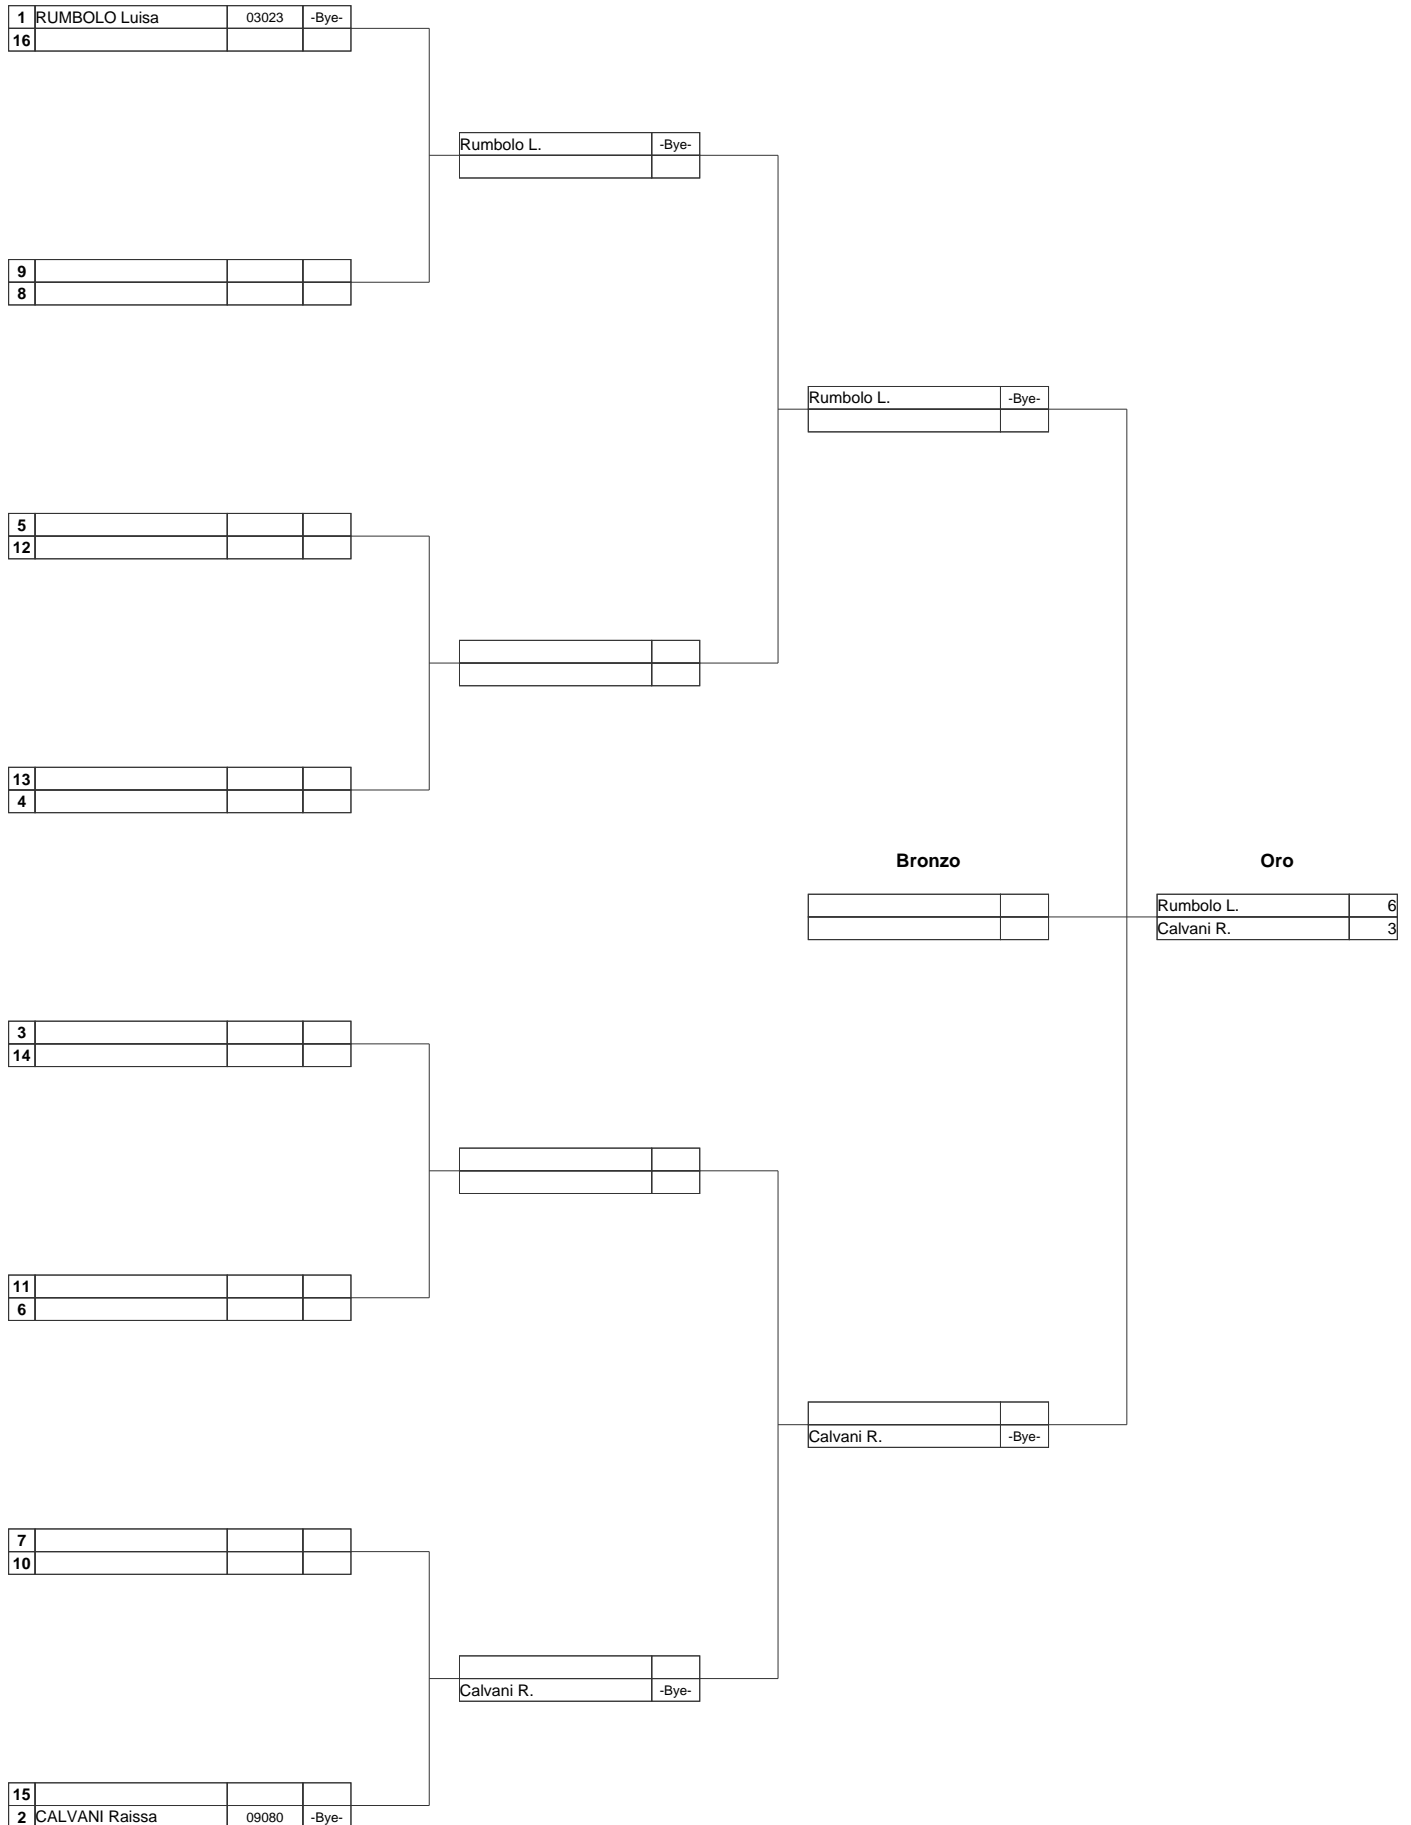 1 RUMBOLO Luisa 03023 -Bye-
16
Rumbolo L. -Bye-
9
8
Rumbolo L. -Bye-
5
12
13
4
Bronzo Oro
Rumbolo L. 6
Calvani R. 3
3
14
11
6
Calvani R. -Bye-
7
10
Calvani R. -Bye-
15
2 CALVANI Raissa 09080 -Bye-